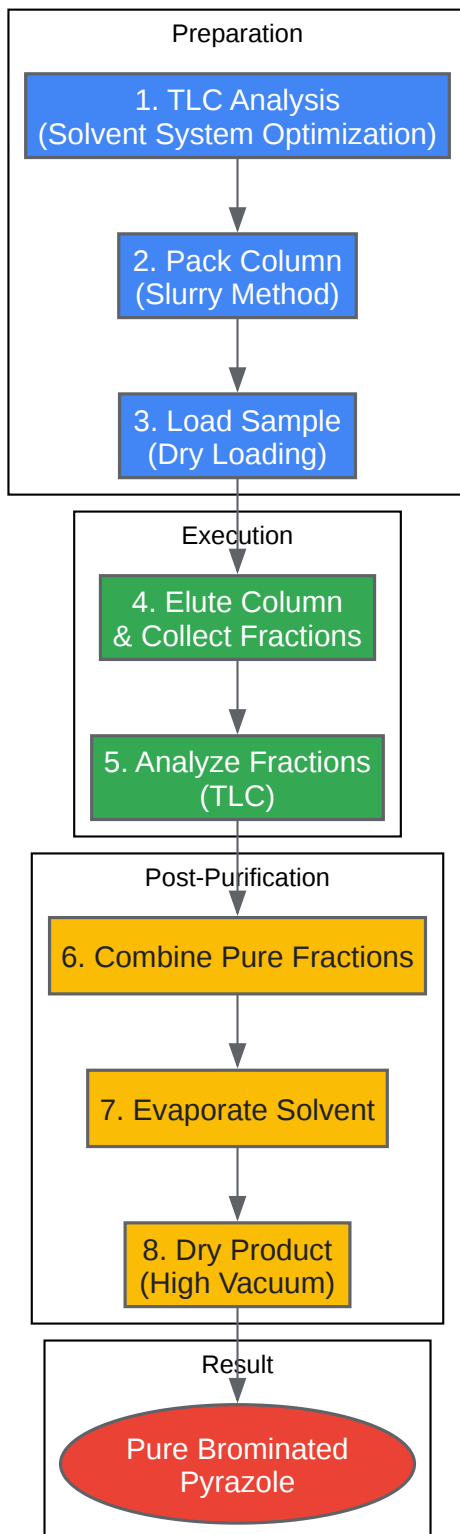 Preparation
1. TLC Analysis
(Solvent System Optimization)
2. Pack Column
(Slurry Method)
3. Load Sample
(Dry Loading)
Execution
4. Elute Column
& Collect Fractions
5. Analyze Fractions
(TLC)
Post-Purification
6. Combine Pure Fractions
7. Evaporate Solvent
8. Dry Product
(High Vacuum)
Result
Pure Brominated
Pyrazole